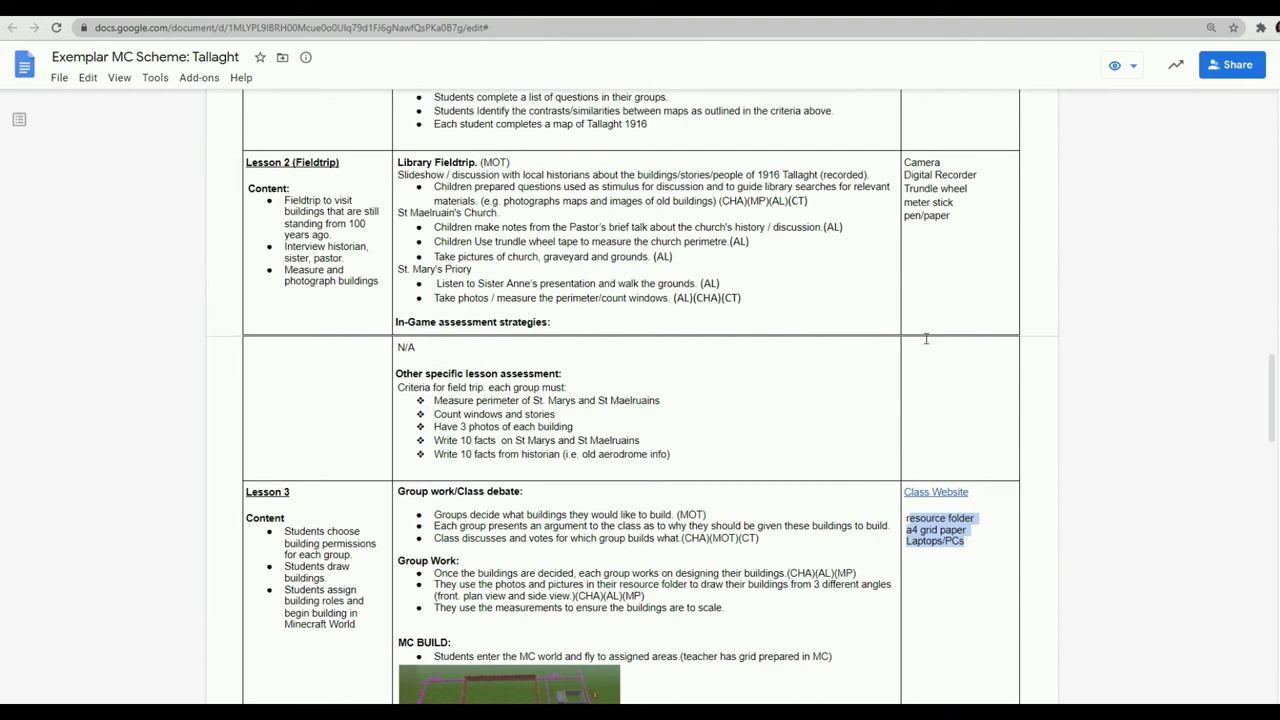 docs.google.com/document/d/1MLYPL9IBRH00Mcue0o0UIq79d1FJ6gNawfQsPKa0B7g/edit#
Exemplar MC Scheme: Tallaght
File Edit View Tools Add-ons Help
Share
Students complete a list of questions in their groups.
Students Identify the contrasts/similarities between maps as outlined in the criteria above.
Each student completes a map of Tallaght 1916
Lesson 2 (Fieldtrip)
Content:
Fieldtrip to visit
buildings that are still
standing from 100
years ago.
Interview historian,
sister, pastor.
Measure and
photograph buildings
Library Fieldtrip. (MOT)
Slideshow / discussion with local historians about the buildings/stories/people of 1916 Tallaght (recorded).
Children prepared questions used as stimulus for discussion and to guide library searches for relevant
materials. (e.g. photographs maps and images of old buildings) (CHA)(MP)(AL)(CT)
St Maelruain's Church.
Children make notes from the Pastor's brief talk about the church's history / discussion.(AL)
Children Use trundle wheel tape to measure the church perimetre.(AL)
Take pictures of church, graveyard and grounds. (AL)
St. Mary's Priory
Listen to Sister Anne's presentation and walk the grounds. (AL)
Take photos / measure the perimeter/count windows. (AL)(CHA)(CT)
In-Game assessment strategies:
Camera
Digital Recorder
Trundle wheel
meter stick
pen/paper
N/A
Other specific lesson assessment:
Criteria for field trip. each group must:
Measure perimeter of St. Marys and St Maelruains
Count windows and stories
Have 3 photos of each building
Write 10 facts on St Marys and St Maelruains
Write 10 facts from historian (i.e. old aerodrome info)
Lesson 3
Content
Students choose
building permissions
for each group.
Students draw
buildings.
Students assign
building roles and
begin building in
Minecraft World
Group work/Class debate:
Groups decide what buildings they would like to build. (MOT)
Each group presents an argument to the class as to why they should be given these buildings to build.
Class discusses and votes for which group builds what.(CHA)(MOT)(CT)
Group Work:
Once the buildings are decided, each group works on designing their buildings.(CHA)(AL)(MP)
They use the photos and pictures in their resource folder to draw their buildings from 3 different angles
(front. plan view and side view.)(CHA)(AL)(MP)
They use the measurements to ensure the buildings are to scale.
MC BUILD:
Students enter the MC world and fly to assigned areas.(teacher has grid prepared in MC)
Class Website
resource folder
a4 grid paper
Laptops/PCs